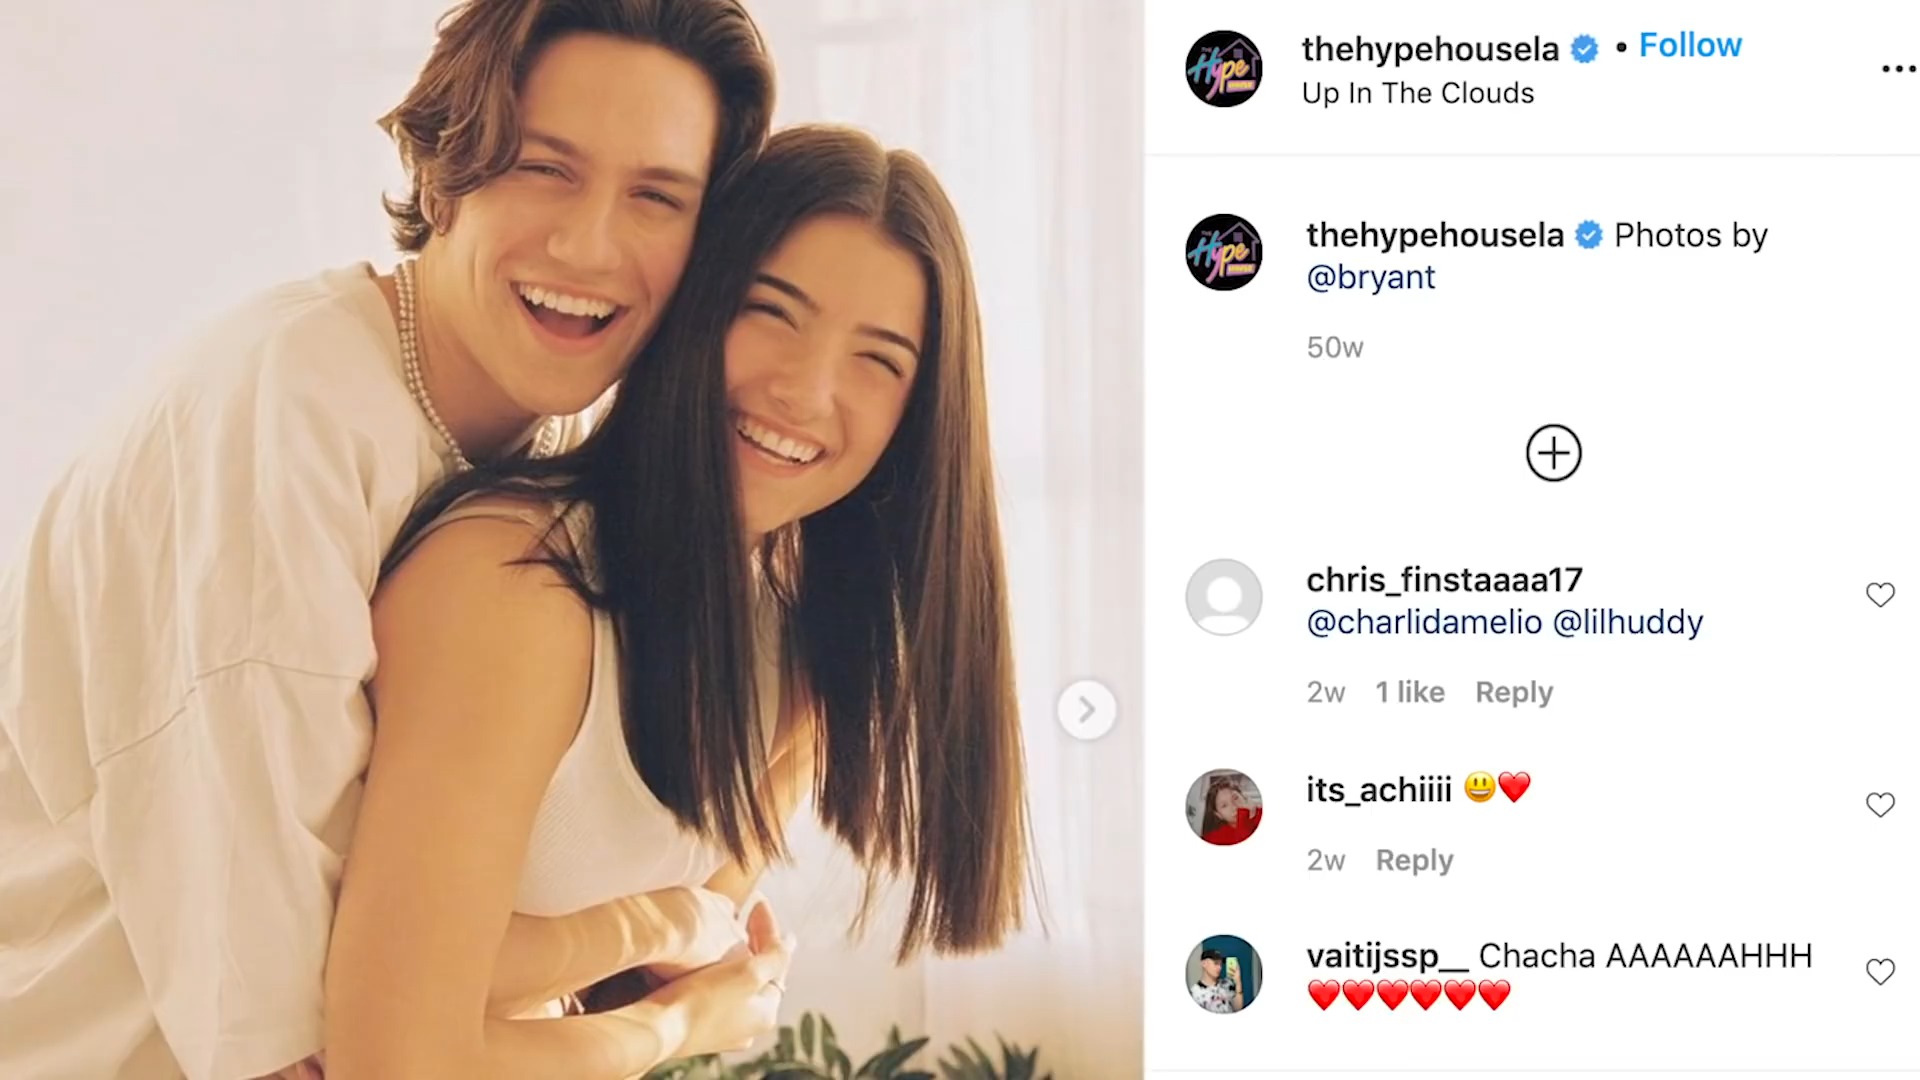 thehypehousela • Follow
Up In The Clouds
thehypehousela Photos by
@bryant
50w
chris_finstaaaa17
@charlidamelio @lilhuddy
2w 1 like Reply
its_achiiii 😃❤️
2w Reply
vaitijssp__ Chacha AAAAAAHHH
❤️❤️❤️❤️❤️❤️